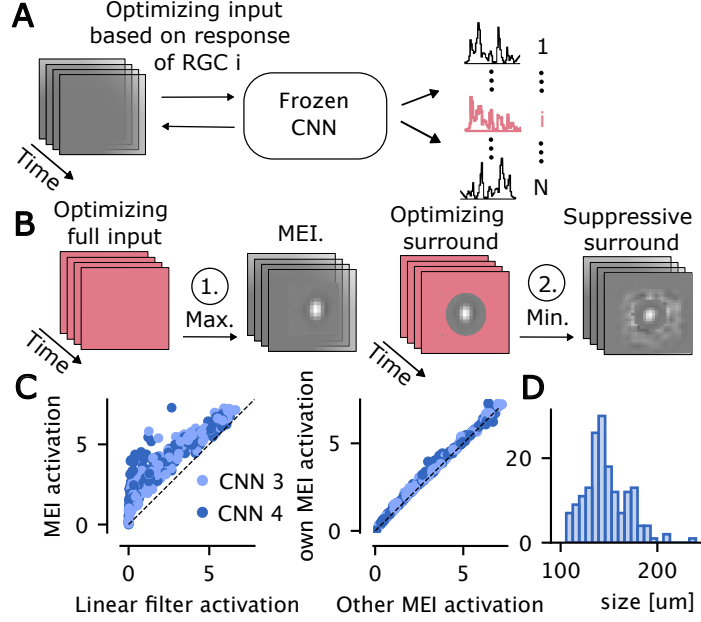 A
Optimizing input
based on response
of RGC i
Time
Frozen
CNN
1
i
N
B
Optimizing
full input
Time
1.
Max.
MEI.
Optimizing
surround
Time
2.
Min.
Suppressive
surround
C
MEI activation
5
0
CNN 3
CNN 4
0
5
Linear filter activation
own MEI activation
5
0
0
5
Other MEI activation
D
20
0
100
200
size [um]